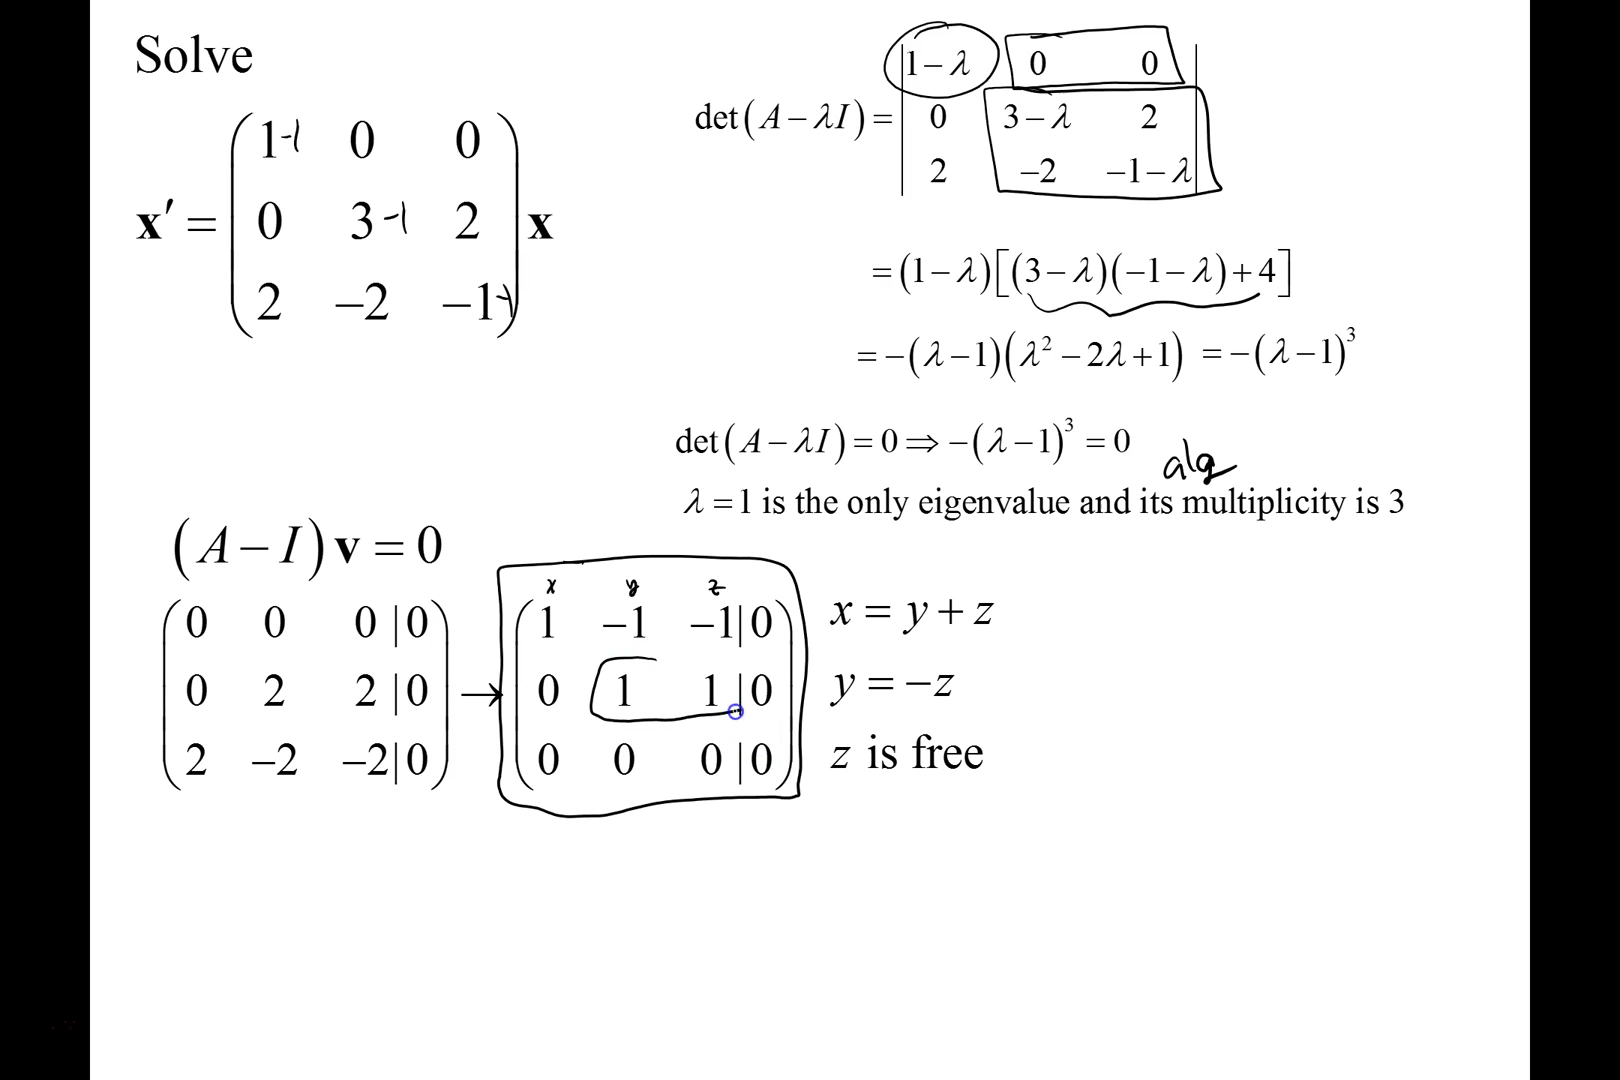 Solve
x′ = ( 1-1 0 0
0 3-1 2
2 −2 −1-1 ) x
det(A − λI) = | 1−λ 0 0
0 3−λ 2
2 −2 −1−λ |
= (1−λ)[(3−λ)(−1−λ)+4]
= −(λ−1)(λ² −2λ+1) = −(λ−1)³
det(A − λI) = 0 ⇒ −(λ−1)³ = 0
alg
λ = 1 is the only eigenvalue and its multiplicity is 3
(A − I)v = 0
x y z
( 0 0 0 | 0 ) ( 1 −1 −1 | 0 ) x = y + z
( 0 2 2 | 0 ) → ( 0 1 1 | 0 ) y = −z
( 2 −2 −2 | 0 ) ( 0 0 0 | 0 ) z is free